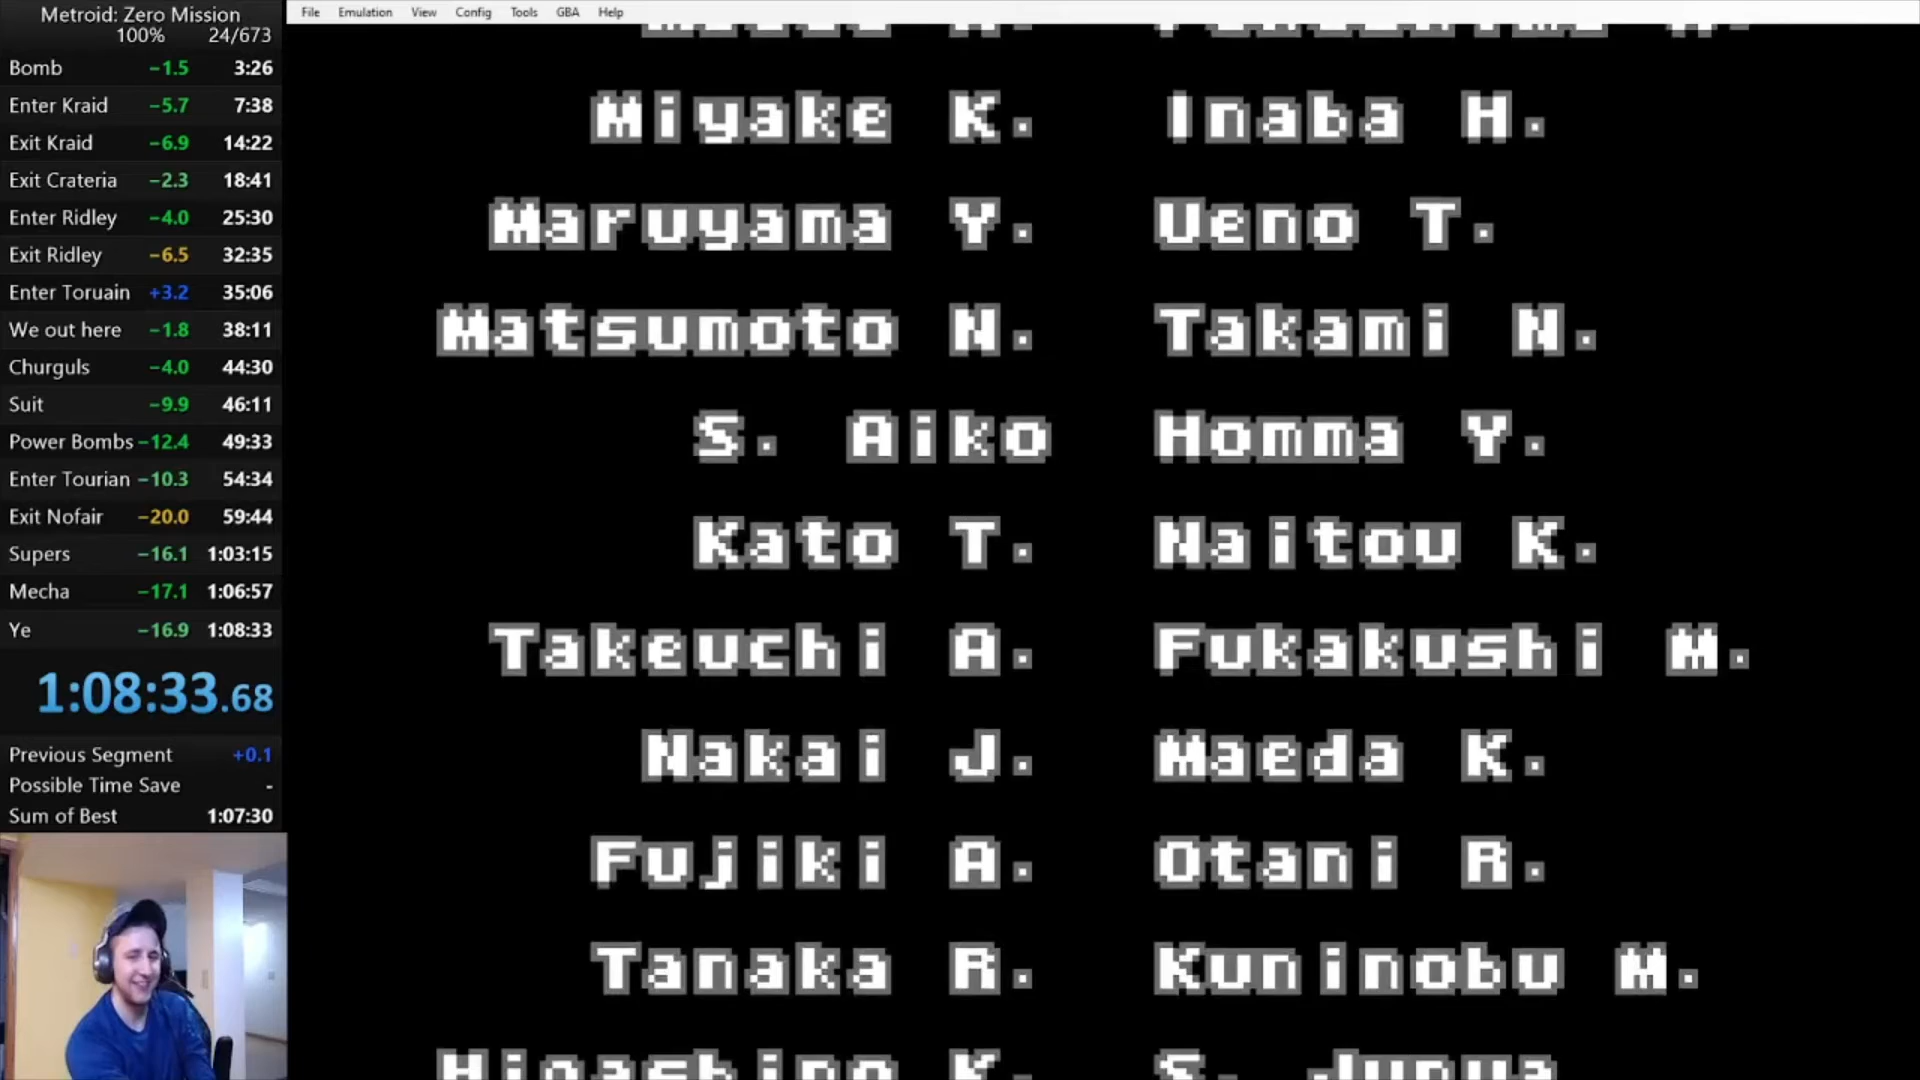 Metroid: Zero Mission
100% 24/673
Bomb −1.5 3:26
Enter Kraid −5.7 7:38
Exit Kraid −6.9 14:22
Exit Crateria −2.3 18:41
Enter Ridley −4.0 25:30
Exit Ridley −6.5 32:35
Enter Toruain +3.2 35:06
We out here −1.8 38:11
Churguls −4.0 44:30
Suit −9.9 46:11
Power Bombs −12.4 49:33
Enter Tourian −10.3 54:34
Exit Nofair −20.0 59:44
Supers −16.1 1:03:15
Mecha −17.1 1:06:57
Ye −16.9 1:08:33
1:08:33.68
Previous Segment +0.1
Possible Time Save -
Sum of Best 1:07:30
File Emulation View Config Tools GBA Help
Miyake K. Inaba H.
Maruyama Y. Ueno T.
Matsumoto N. Takami N.
S. Aiko Homma Y.
Kato T. Naitou K.
Takeuchi A. Fukakushi M.
Nakai J. Maeda K.
Fujiki A. Otani R.
Tanaka R. Kuninobu M.
Higashino K. S. Junya